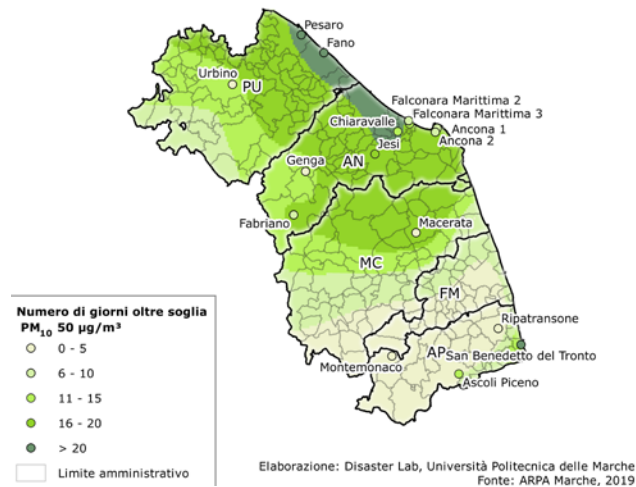 Pesaro
Fano
Urbino
PU
Falconara Marittima 2
Falconara Marittima 3
Chiaravalle
Ancona 1
Ancona 2
Jesi
Genga
AN
Fabriano
Macerata
MC
FM
Ripatransone
AP
San Benedetto del Tronto
Montemonaco
Ascoli Piceno
Numero di giorni oltre soglia
PM₁₀ 50 µg/m³
0 - 5
6 - 10
11 - 15
16 - 20
> 20
Limite amministrativo
Elaborazione: Disaster Lab, Università Politecnica delle Marche
Fonte: ARPA Marche, 2019